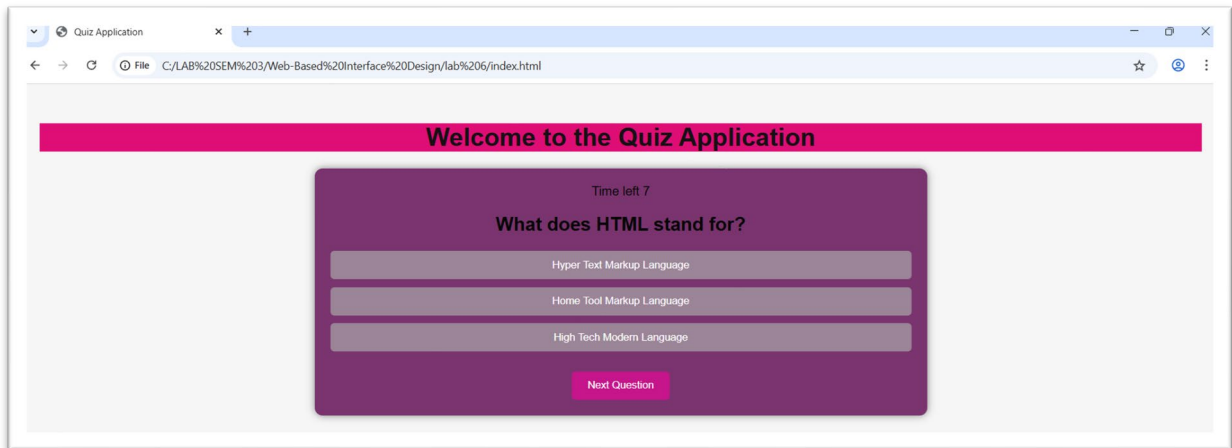 Quiz Application
File C:/LAB%20SEM%203/Web-Based%20Interface%20Design/lab%206/index.html
Welcome to the Quiz Application
Time left 7
What does HTML stand for?
Hyper Text Markup Language
Home Tool Markup Language
High Tech Modern Language
Next Question